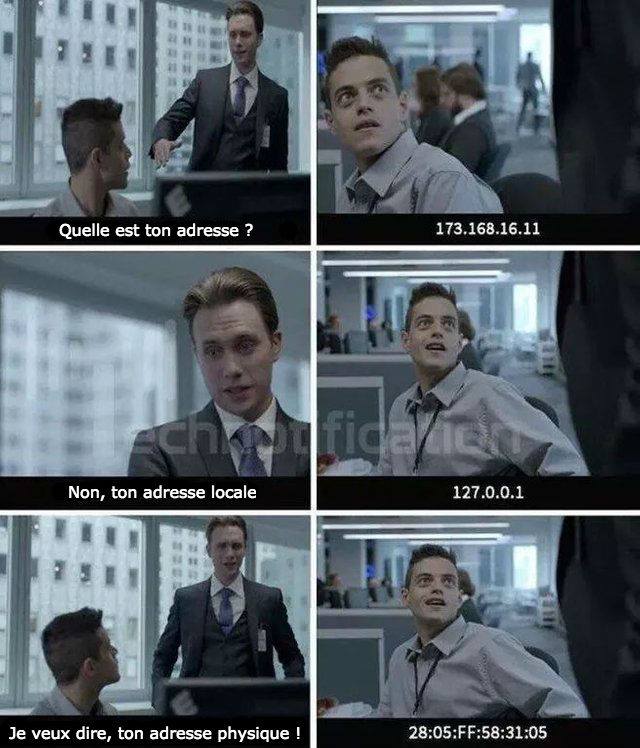 Quelle est ton adresse ?
173.168.16.11
Non, ton adresse locale
127.0.0.1
technotification
Je veux dire, ton adresse physique !
28:05:FF:58:31:05